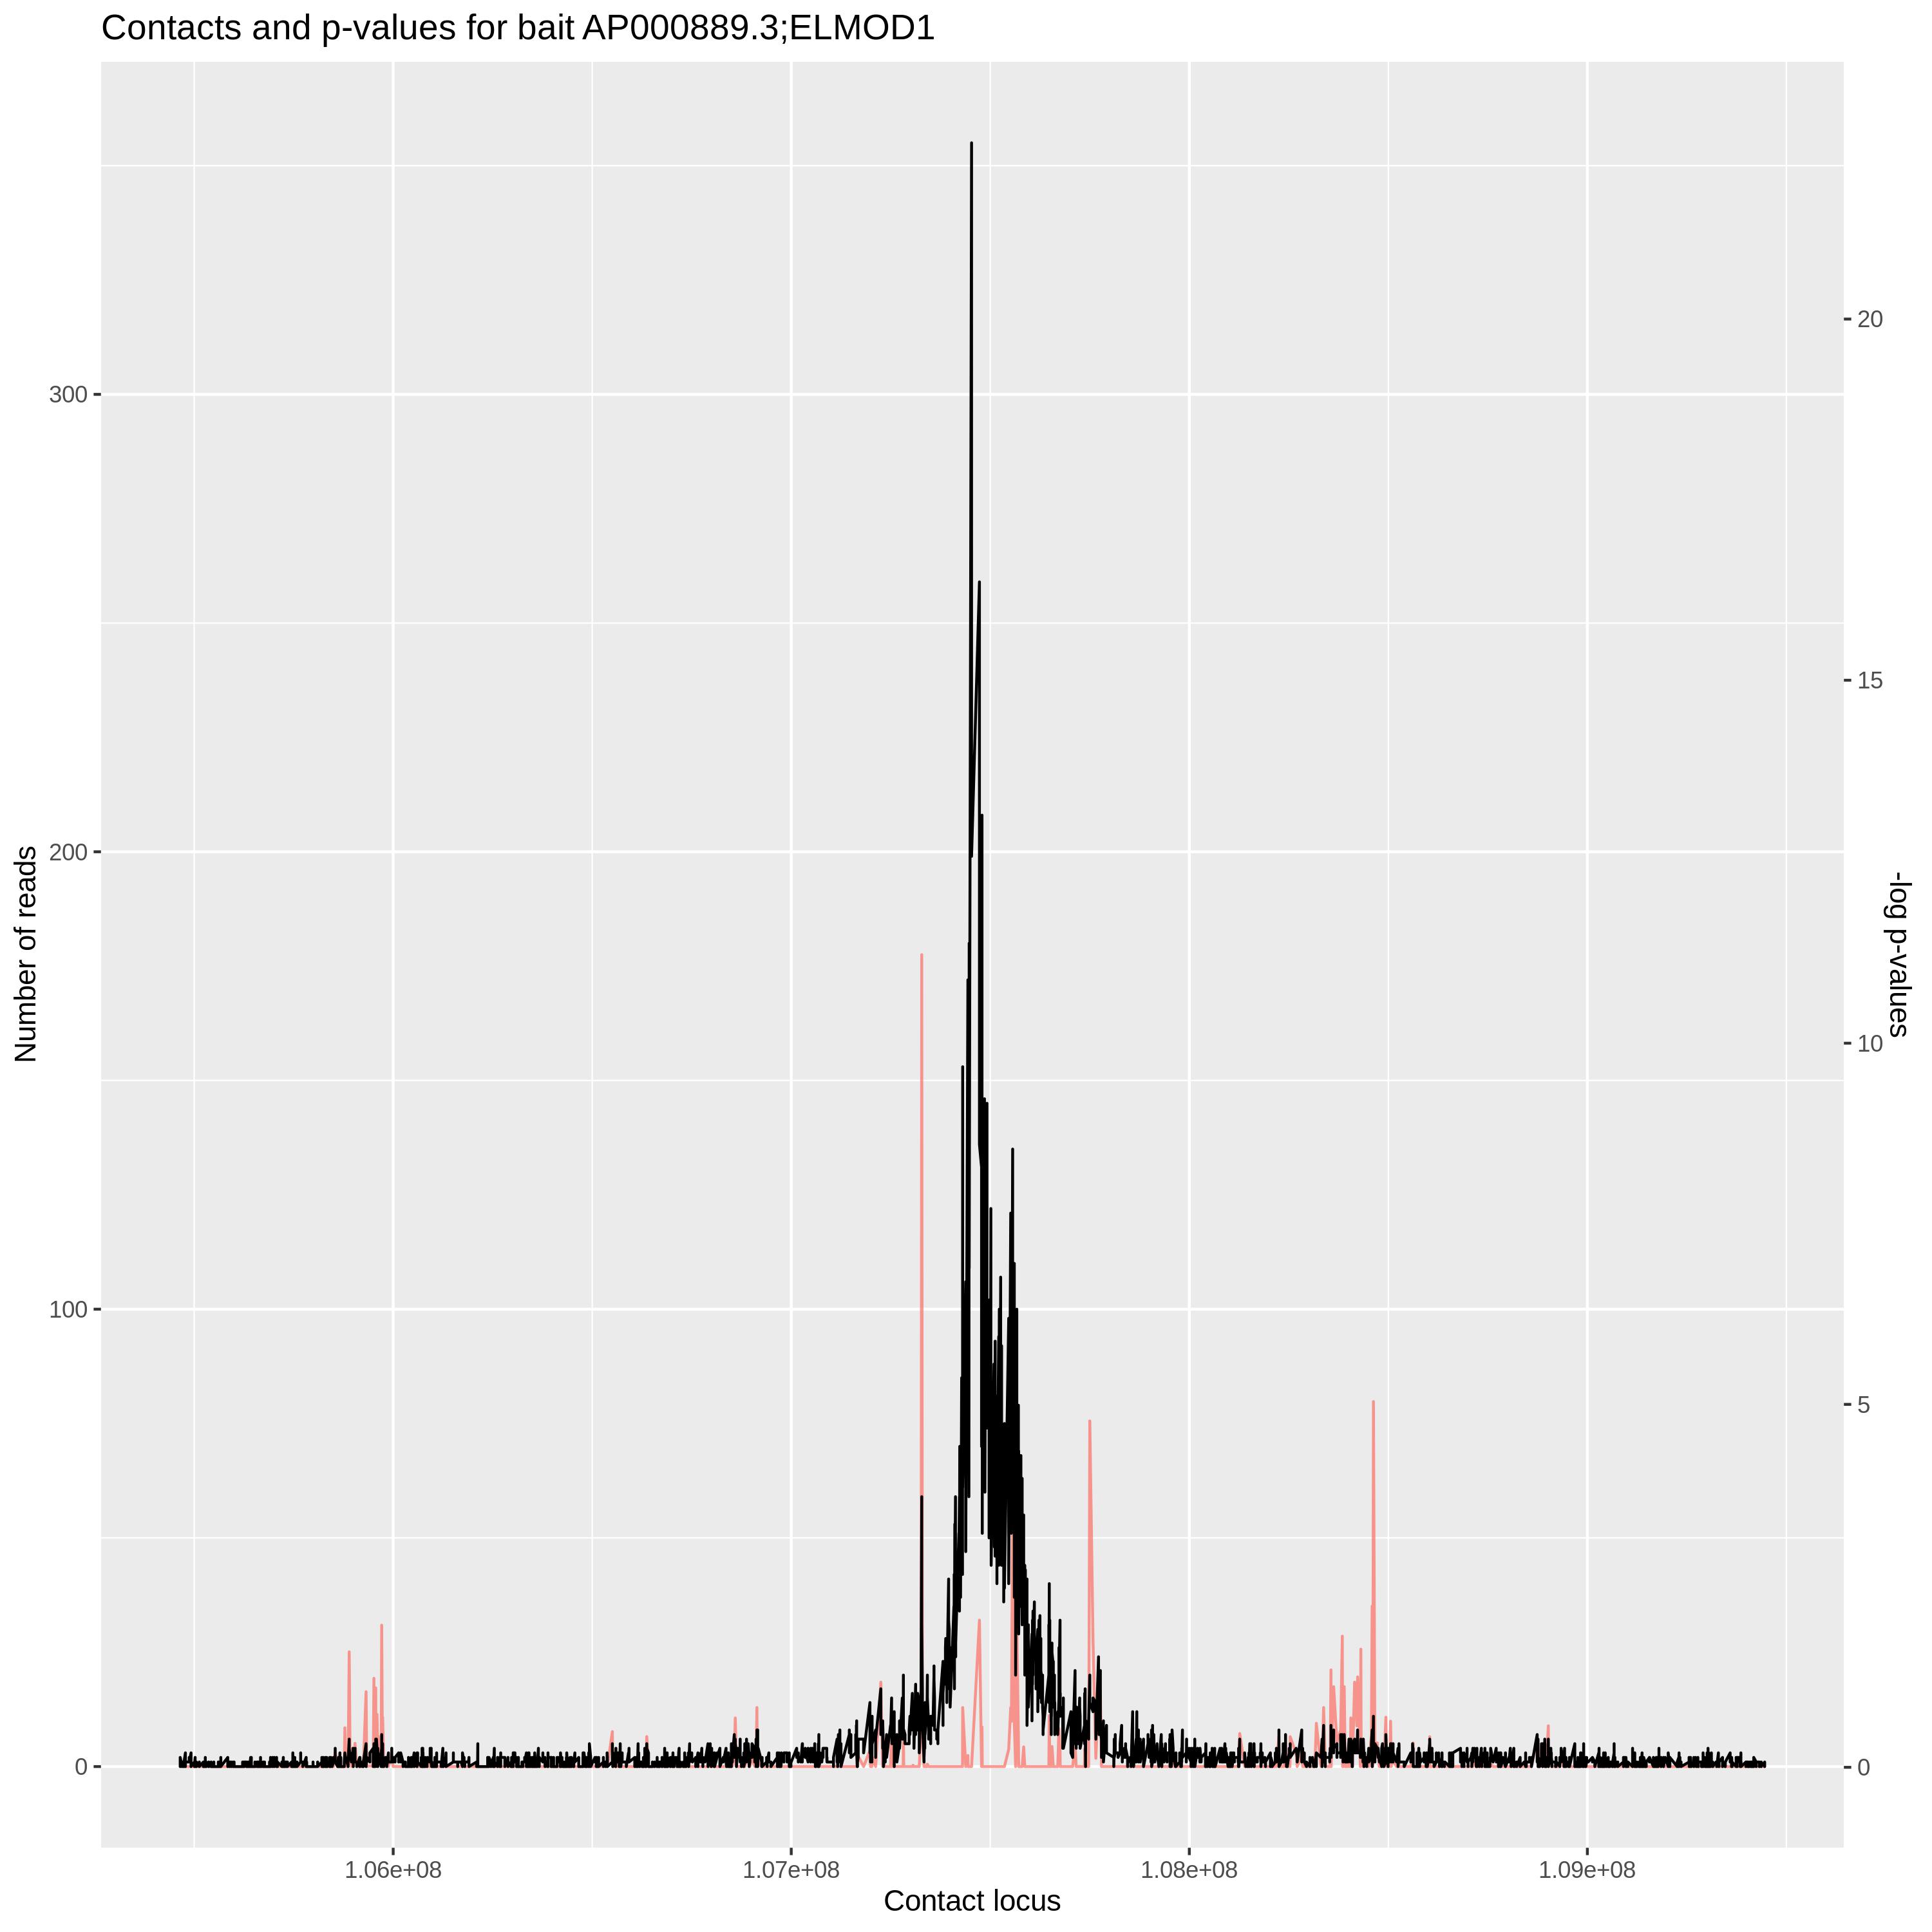 Contacts and p-values for bait AP000889.3;ELMOD1
Number of reads
300
200
100
0
20
15
10
5
0
-log p-values
1.06e+08 1.07e+08 1.08e+08 1.09e+08
Contact locus